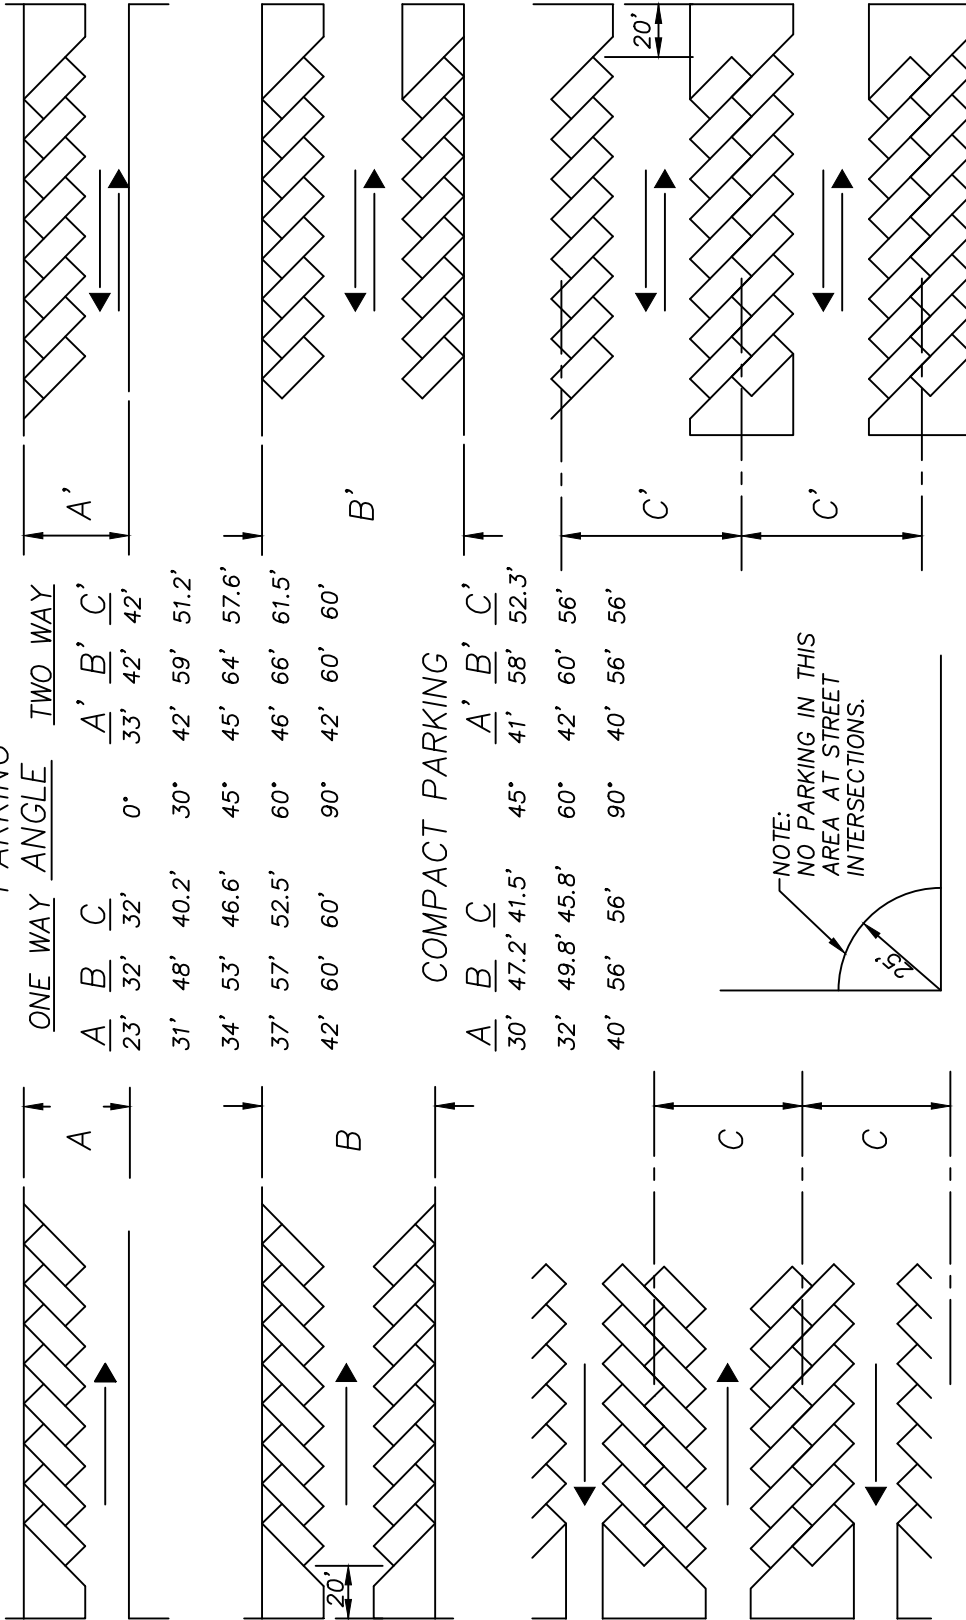 PARKING
ONE WAY ANGLE TWO WAY
A B C A' B' C'
23' 32' 32' 0° 33' 42' 42'
31' 48' 40.2' 30° 42' 59' 51.2'
34' 53' 46.6' 45° 45' 64' 57.6'
37' 57' 52.5' 60° 46' 66' 61.5'
42' 60' 60' 90° 42' 60' 60'
COMPACT PARKING
A B C A' B' C'
30' 47.2' 41.5' 45° 41' 58' 52.3'
32' 49.8' 45.8' 60° 42' 60' 56'
40' 56' 56' 90° 40' 56' 56'
NOTE:
NO PARKING IN THIS
AREA AT STREET
INTERSECTIONS.
25'
A
B
20'
C
C
A'
B'
20'
C'
C'